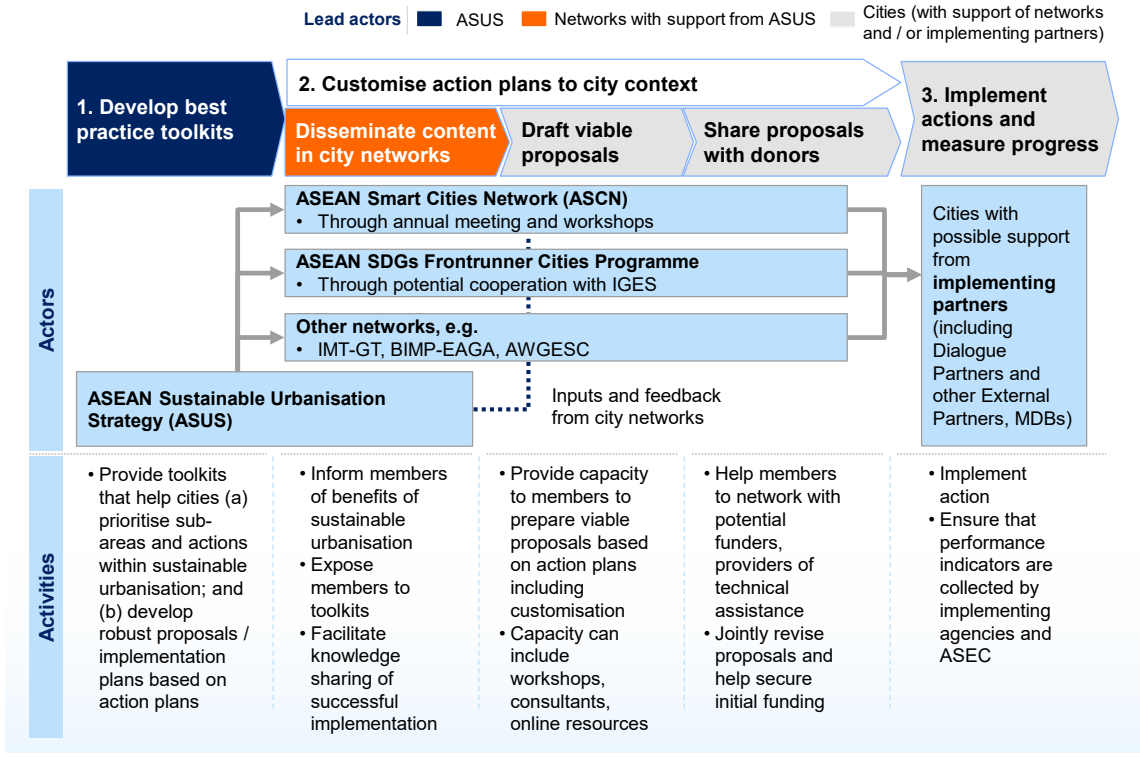 Lead actors
ASUS
Networks with support from ASUS
Cities (with support of networks
and / or implementing partners)
1. Develop best
practice toolkits
2. Customise action plans to city context
Disseminate content
in city networks
Draft viable
proposals
Share proposals
with donors
3. Implement
actions and
measure progress
Actors
ASEAN Smart Cities Network (ASCN)
• Through annual meeting and workshops
ASEAN SDGs Frontrunner Cities Programme
• Through potential cooperation with IGES
Other networks, e.g.
• IMT-GT, BIMP-EAGA, AWGESC
ASEAN Sustainable Urbanisation
Strategy (ASUS)
Inputs and feedback
from city networks
Cities with
possible support
from
implementing
partners
(including
Dialogue
Partners and
other External
Partners, MDBs)
Activities
• Provide toolkits
that help cities (a)
prioritise sub-
areas and actions
within sustainable
urbanisation; and
(b) develop
robust proposals /
implementation
plans based on
action plans
• Inform members
of benefits of
sustainable
urbanisation
• Expose
members to
toolkits
• Facilitate
knowledge
sharing of
successful
implementation
• Provide capacity
to members to
prepare viable
proposals based
on action plans
including
customisation
• Capacity can
include
workshops,
consultants,
online resources
• Help members
to network with
potential
funders,
providers of
technical
assistance
• Jointly revise
proposals and
help secure
initial funding
• Implement
action
• Ensure that
performance
indicators are
collected by
implementing
agencies and
ASEC